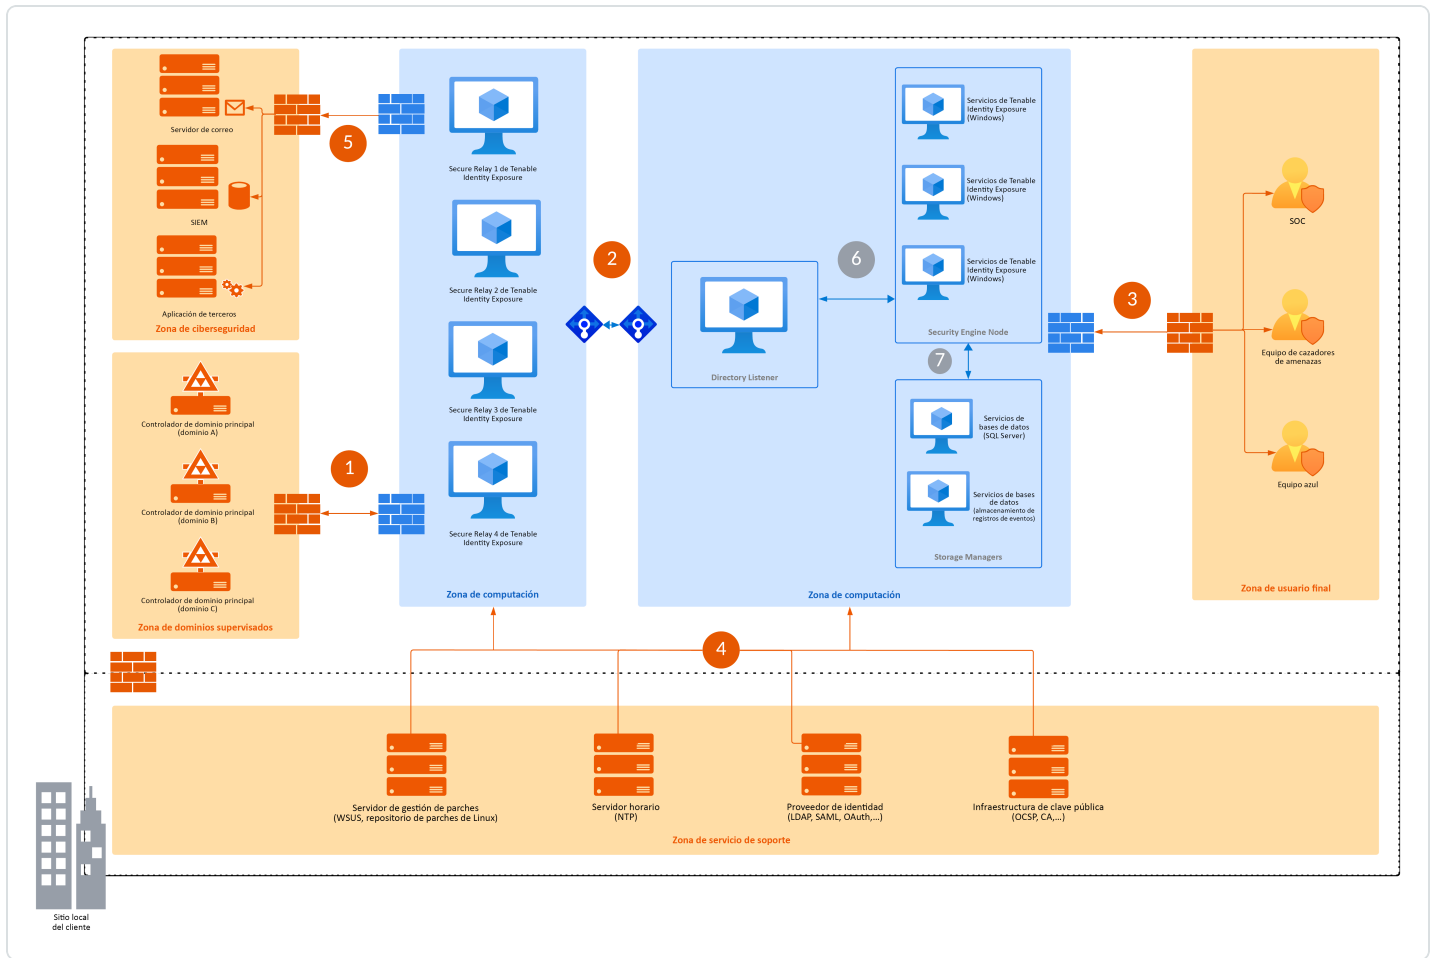 Servidor de correo
SIEM
Aplicación de terceros
Zona de ciberseguridad
5
Controlador de dominio principal
(dominio A)
Controlador de dominio principal
(dominio B)
Controlador de dominio principal
(dominio C)
Zona de dominios supervisados
1
Secure Relay 1 de Tenable
Identity Exposure
Secure Relay 2 de Tenable
Identity Exposure
Secure Relay 3 de Tenable
Identity Exposure
Secure Relay 4 de Tenable
Identity Exposure
Zona de computación
2
Directory Listener
6
Servicios de Tenable
Identity Exposure
(Windows)
Servicios de Tenable
Identity Exposure
(Windows)
Servicios de Tenable
Identity Exposure
(Windows)
Security Engine Node
7
Servicios de
bases de datos
(SQL Server)
Servicios de bases
de datos
(almacenamiento de
registros de eventos)
Storage Managers
Zona de computación
3
SOC
Equipo de cazadores
de amenazas
Equipo azul
Zona de usuario final
4
Servidor de gestión de parches
(WSUS, repositorio de parches de Linux)
Servidor horario
(NTP)
Proveedor de identidad
(LDAP, SAML, OAuth,...)
Infraestructura de clave pública
(OCSP, CA,...)
Zona de servicio de soporte
Sitio local
del cliente